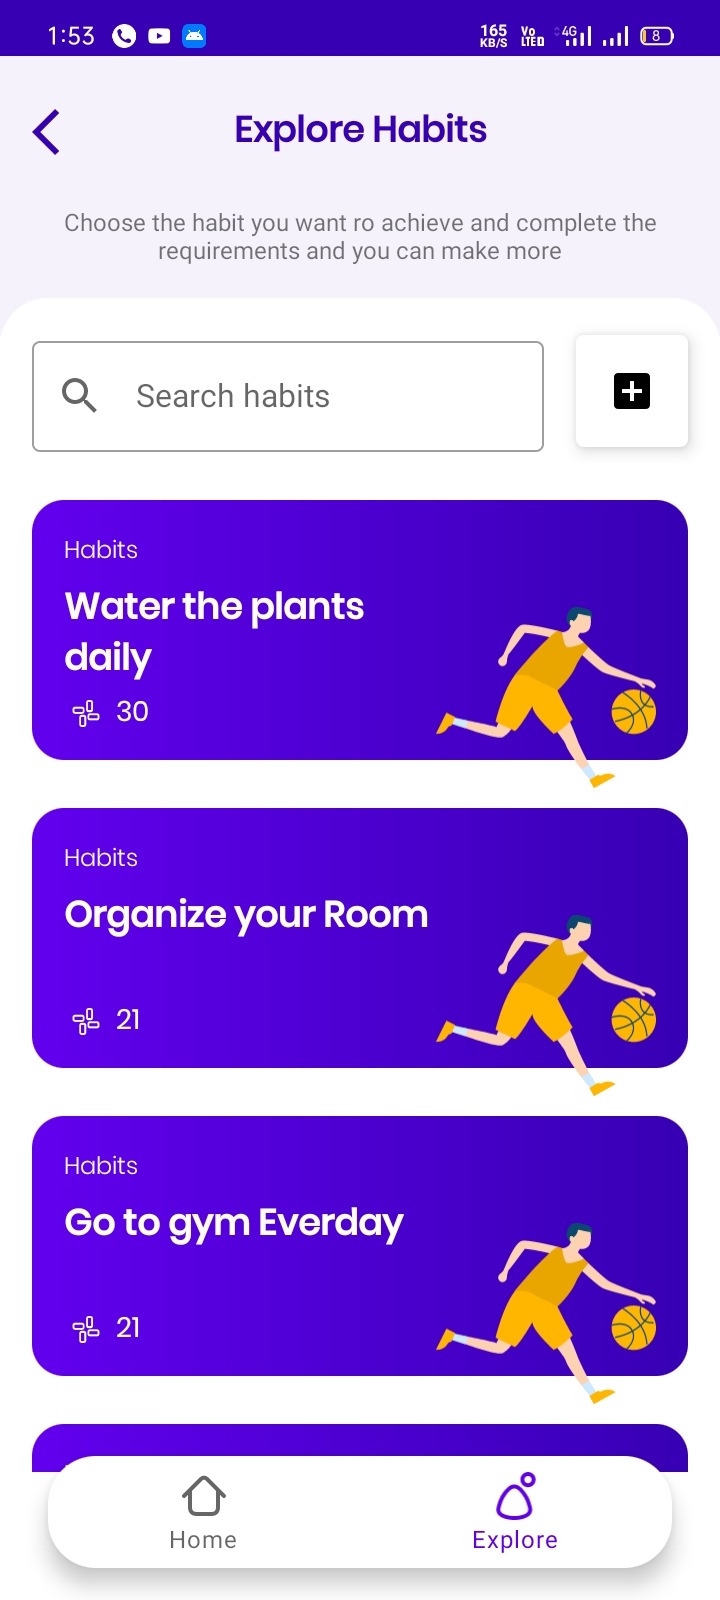 1:53
165 KB/S
Vo LTE
4G
8
Explore Habits
Choose the habit you want ro achieve and complete the
requirements and you can make more
Search habits
Habits
Water the plants
daily
30
Habits
Organize your Room
21
Habits
Go to gym Everday
21
Home
Explore